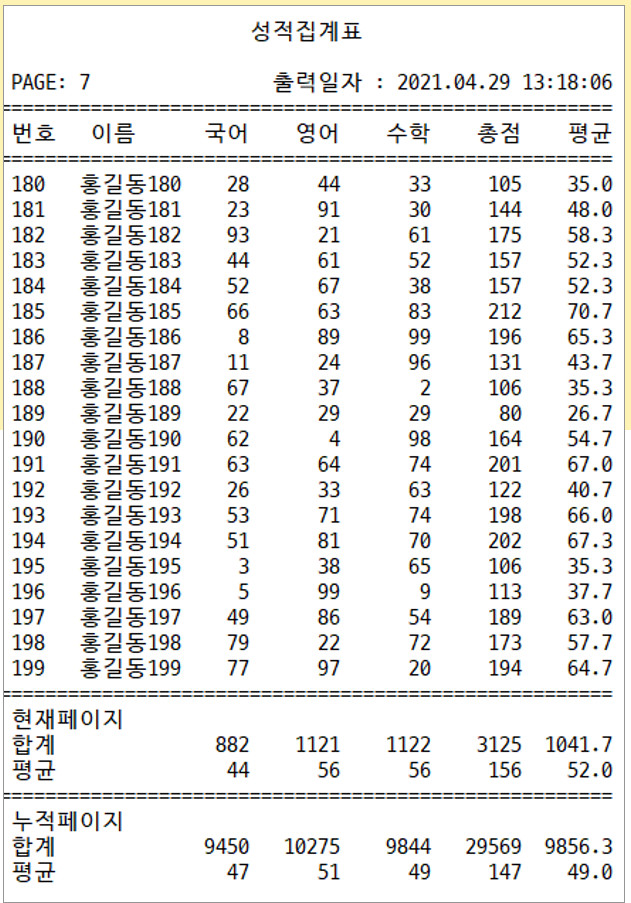 성적집계표
PAGE: 7 출력일자 : 2021.04.29 13:18:06
======================================================
번호 이름 국어 영어 수학 총점 평균
======================================================
180 홍길동180 28 44 33 105 35.0
181 홍길동181 23 91 30 144 48.0
182 홍길동182 93 21 61 175 58.3
183 홍길동183 44 61 52 157 52.3
184 홍길동184 52 67 38 157 52.3
185 홍길동185 66 63 83 212 70.7
186 홍길동186 8 89 99 196 65.3
187 홍길동187 11 24 96 131 43.7
188 홍길동188 67 37 2 106 35.3
189 홍길동189 22 29 29 80 26.7
190 홍길동190 62 4 98 164 54.7
191 홍길동191 63 64 74 201 67.0
192 홍길동192 26 33 63 122 40.7
193 홍길동193 53 71 74 198 66.0
194 홍길동194 51 81 70 202 67.3
195 홍길동195 3 38 65 106 35.3
196 홍길동196 5 99 9 113 37.7
197 홍길동197 49 86 54 189 63.0
198 홍길동198 79 22 72 173 57.7
199 홍길동199 77 97 20 194 64.7
======================================================
현재페이지
합계 882 1121 1122 3125 1041.7
평균 44 56 56 156 52.0
======================================================
누적페이지
합계 9450 10275 9844 29569 9856.3
평균 47 51 49 147 49.0